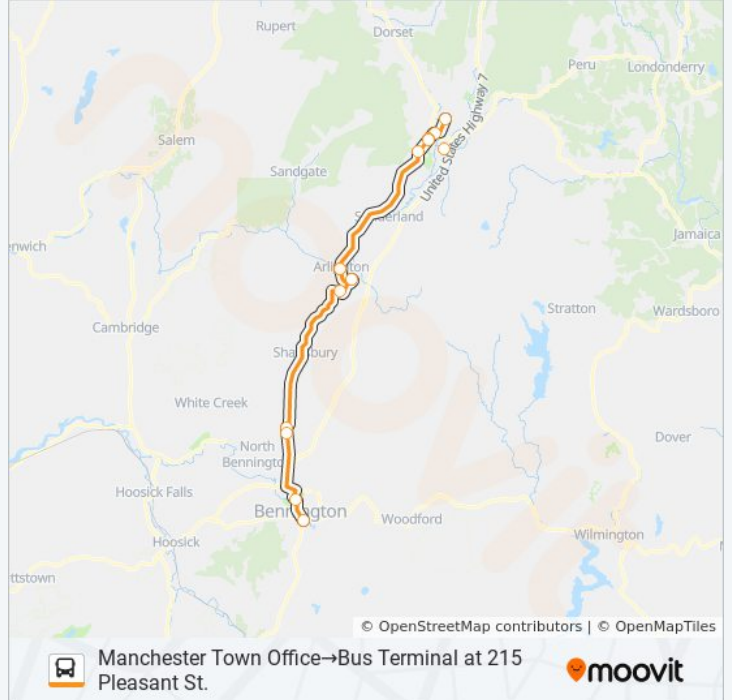 Rupert
Dorset
Peru
Londonderry
United States Highway 7
Salem
Sandgate
Sunderland
Jamaica
enwich
Arlington
Stratton
Wardsboro
Cambridge
Shaftsbury
White Creek
Dover
North
Bennington
Hoosick Falls
Bennington
Woodford
Hoosick
Wilmington
ttstown
moovit
© OpenStreetMap contributors | © OpenMapTiles
Manchester Town Office→Bus Terminal at 215
Pleasant St.
moovit